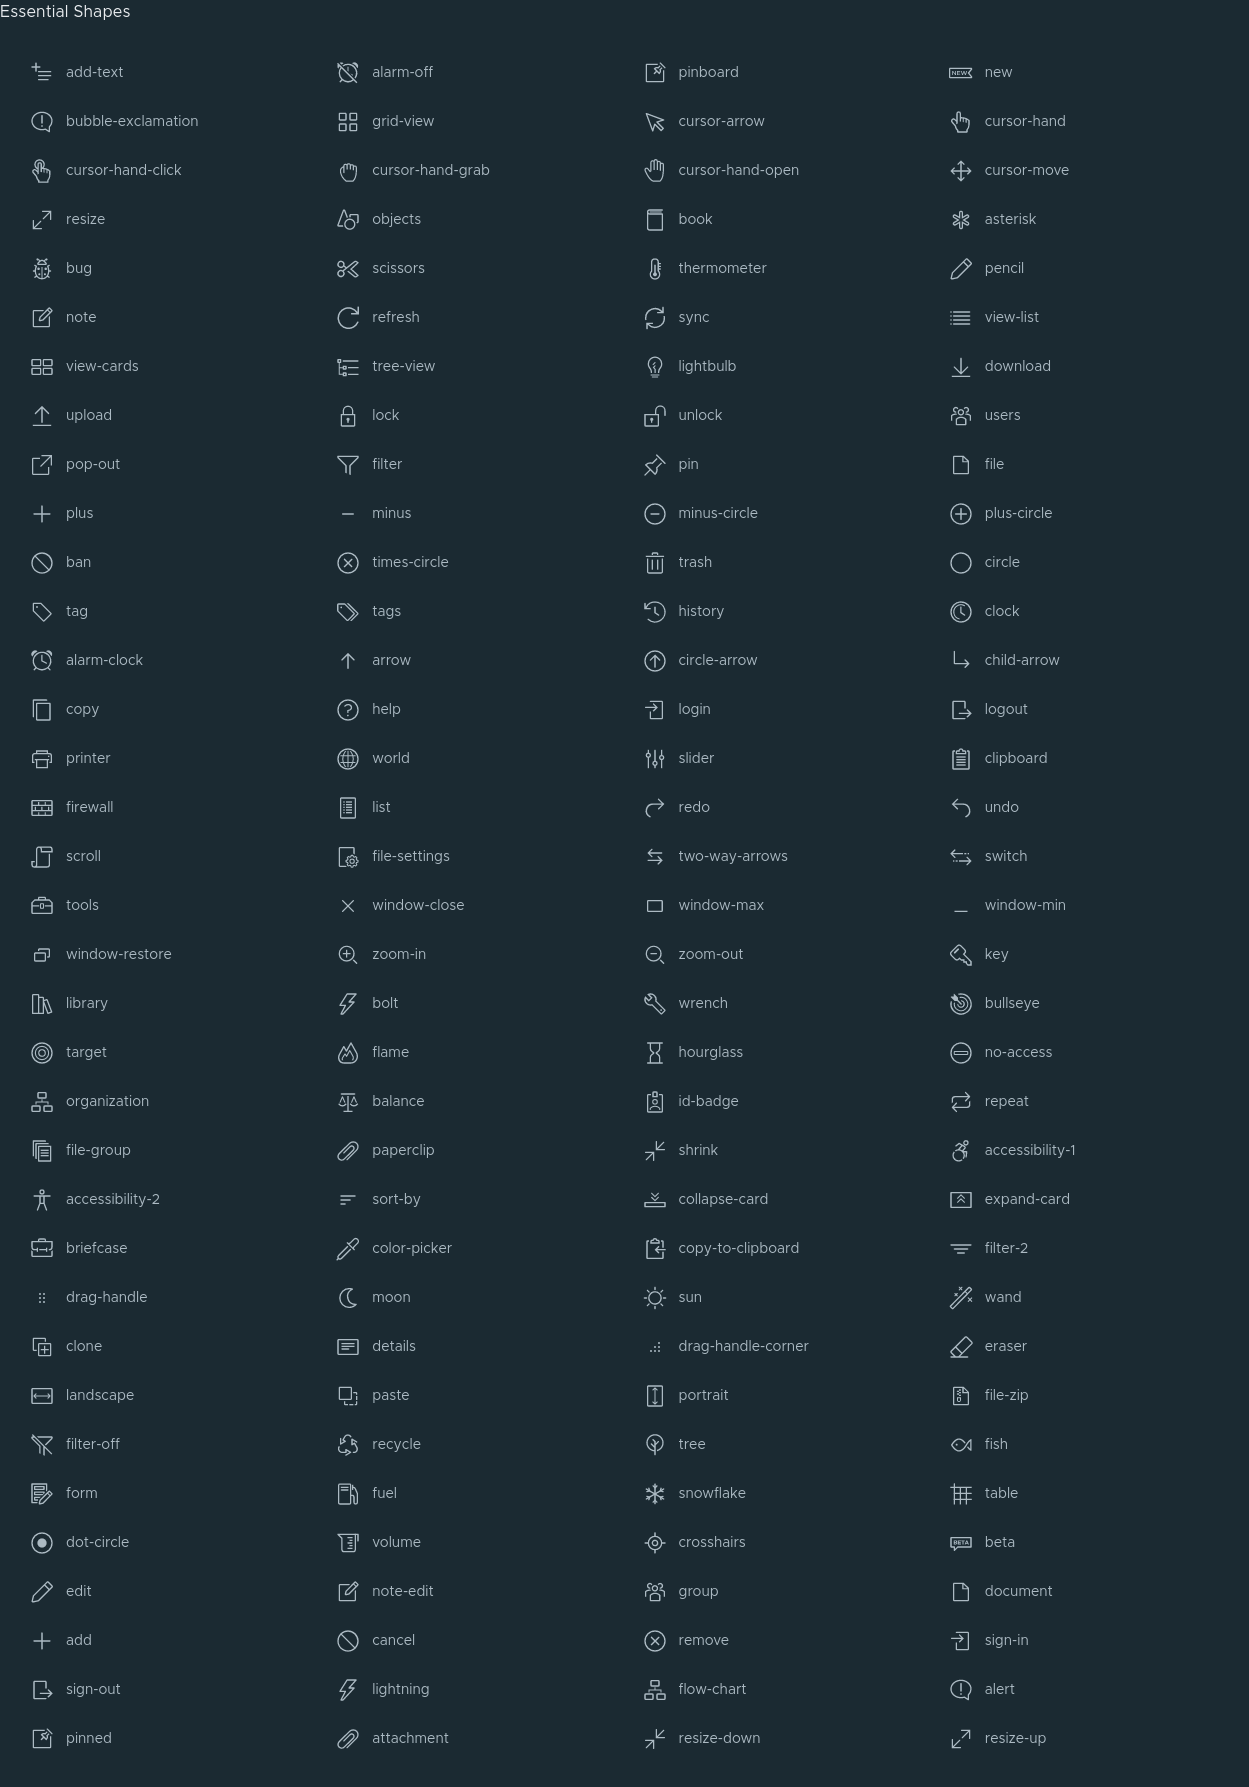 Essential Shapes
add-text alarm-off pinboard NEW new
bubble-exclamation grid-view cursor-arrow cursor-hand
cursor-hand-click cursor-hand-grab cursor-hand-open cursor-move
resize objects book asterisk
bug scissors thermometer pencil
note refresh sync view-list
view-cards tree-view lightbulb download
upload lock unlock users
pop-out filter pin file
plus minus minus-circle plus-circle
ban times-circle trash circle
tag tags history clock
alarm-clock arrow circle-arrow child-arrow
copy help login logout
printer world slider clipboard
firewall list redo undo
scroll file-settings two-way-arrows switch
tools window-close window-max window-min
window-restore zoom-in zoom-out key
library bolt wrench bullseye
target flame hourglass no-access
organization balance id-badge repeat
file-group paperclip shrink accessibility-1
accessibility-2 sort-by collapse-card expand-card
briefcase color-picker copy-to-clipboard filter-2
drag-handle moon sun wand
clone details drag-handle-corner eraser
landscape paste portrait file-zip
filter-off recycle tree fish
form fuel snowflake table
dot-circle volume crosshairs BETA beta
edit note-edit group document
add cancel remove sign-in
sign-out lightning flow-chart alert
pinned attachment resize-down resize-up